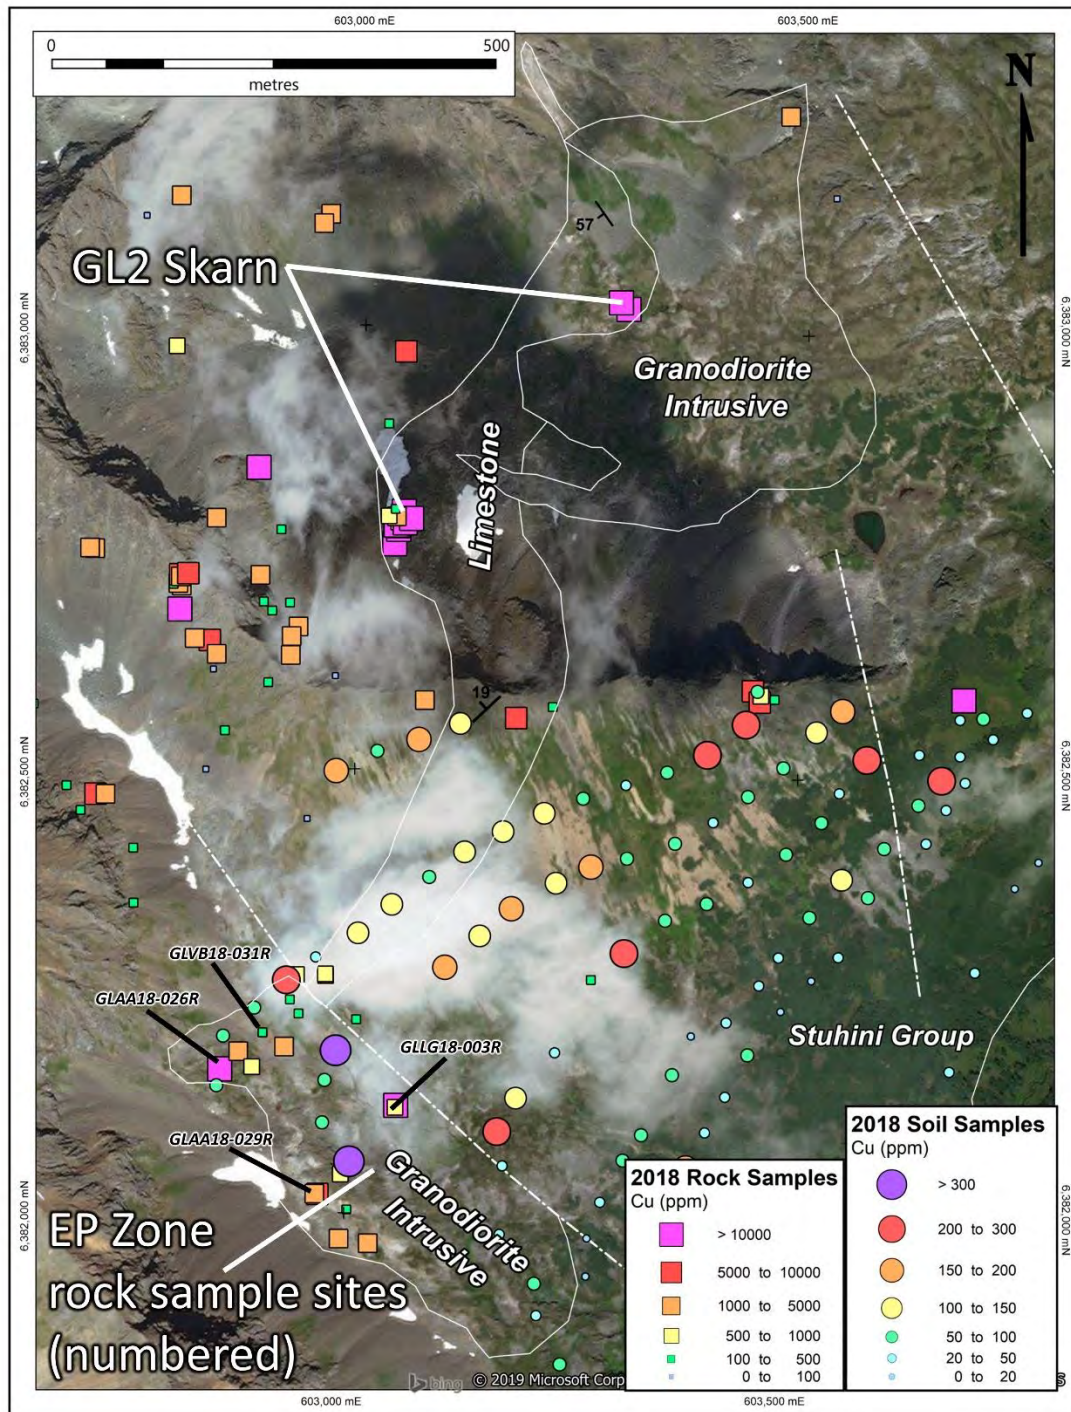 603,000 mE
603,500 mE
0 500
metres
N
57
GL2 Skarn
6,383,000 mN
6,383,000 mN
Granodiorite
Intrusive
Limestone
19
6,382,500 mN
6,382,500 mN
GLVB18-031R
GLAA18-026R
GLLG18-003R
Stuhini Group
GLAA18-029R
Granodiorite
Intrusive
EP Zone
rock sample sites
(numbered)
6,382,000 mN
6,382,000 mN
2018 Rock Samples
Cu (ppm)
> 10000
5000 to 10000
1000 to 5000
500 to 1000
100 to 500
0 to 100
2018 Soil Samples
Cu (ppm)
> 300
200 to 300
150 to 200
100 to 150
50 to 100
20 to 50
0 to 20
bing © 2019 Microsoft Corp
603,000 mE
603,500 mE